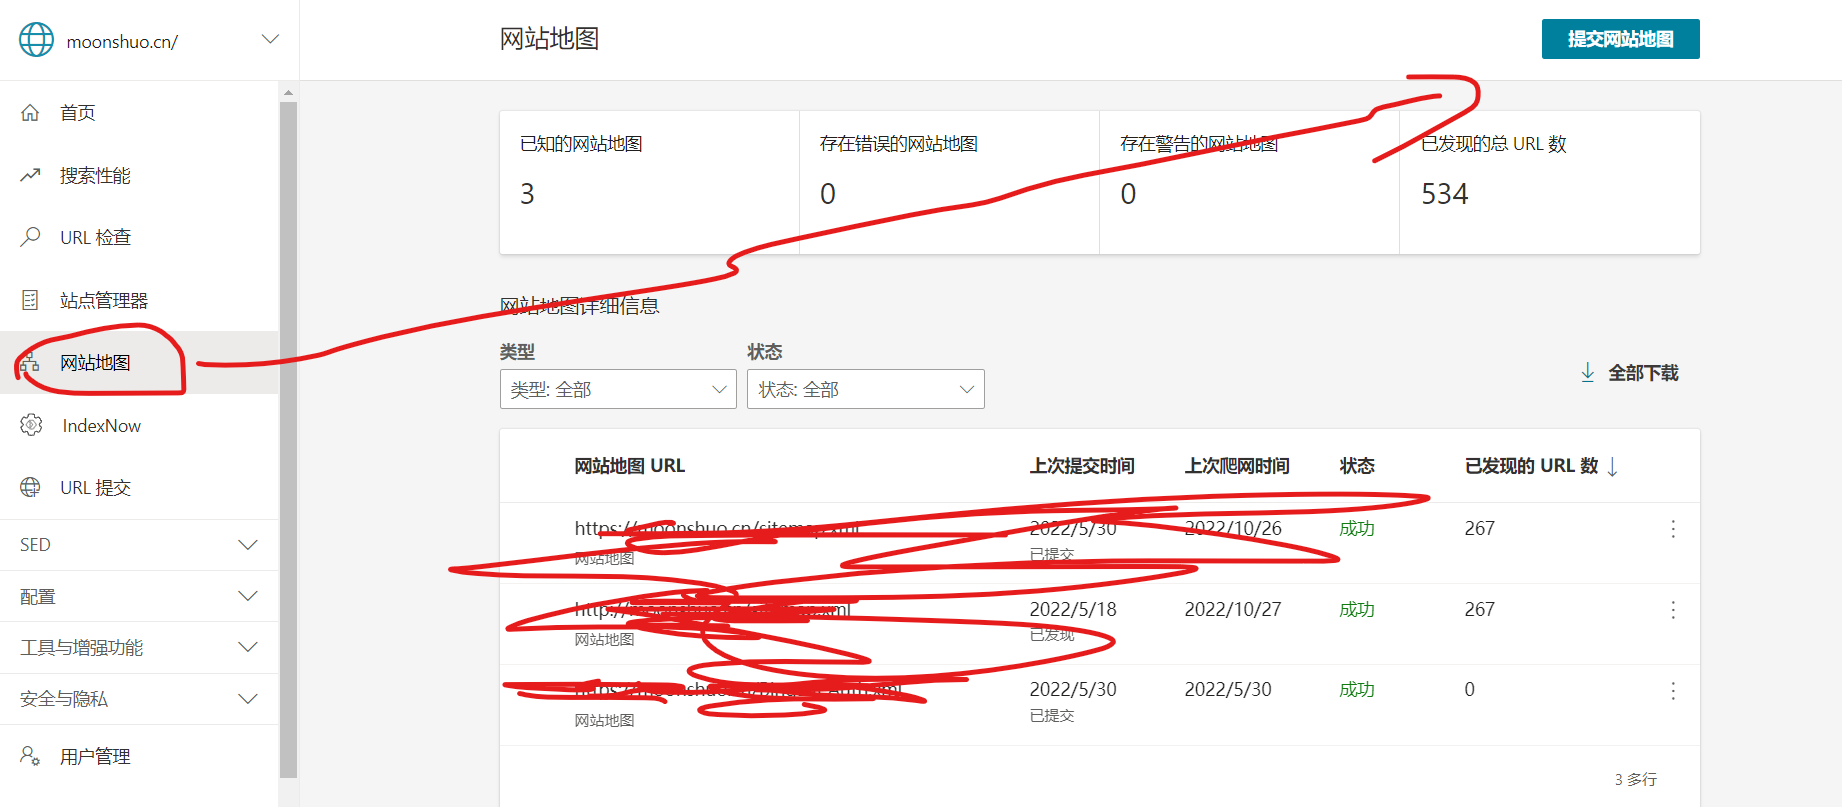 moonshuo.cn/
首页
搜索性能
URL 检查
站点管理器
网站地图
IndexNow
URL 提交
SED
配置
工具与增强功能
安全与隐私
用户管理
网站地图
提交网站地图
已知的网站地图 存在错误的网站地图 存在警告的网站地图 已发现的总 URL 数
3 0 0 534
网站地图详细信息
类型 状态
类型: 全部 状态: 全部
全部下载
网站地图 URL 上次提交时间 上次爬网时间 状态 已发现的 URL 数
https://moonshuo.cn/sitemap.xml 2022/5/30 2022/10/26 成功 267
网站地图 已提交
http:// 2022/5/18 2022/10/27 成功 267
网站地图 已发现
2022/5/30 2022/5/30 成功 0
网站地图 已提交
3 多行